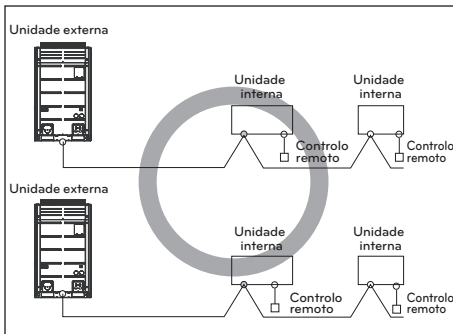 Unidade externa
Unidade
interna
Unidade
interna
Controlo
remoto
Controlo
remoto
Unidade externa
Unidade
interna
Unidade
interna
Controlo
remoto
Controlo
remoto